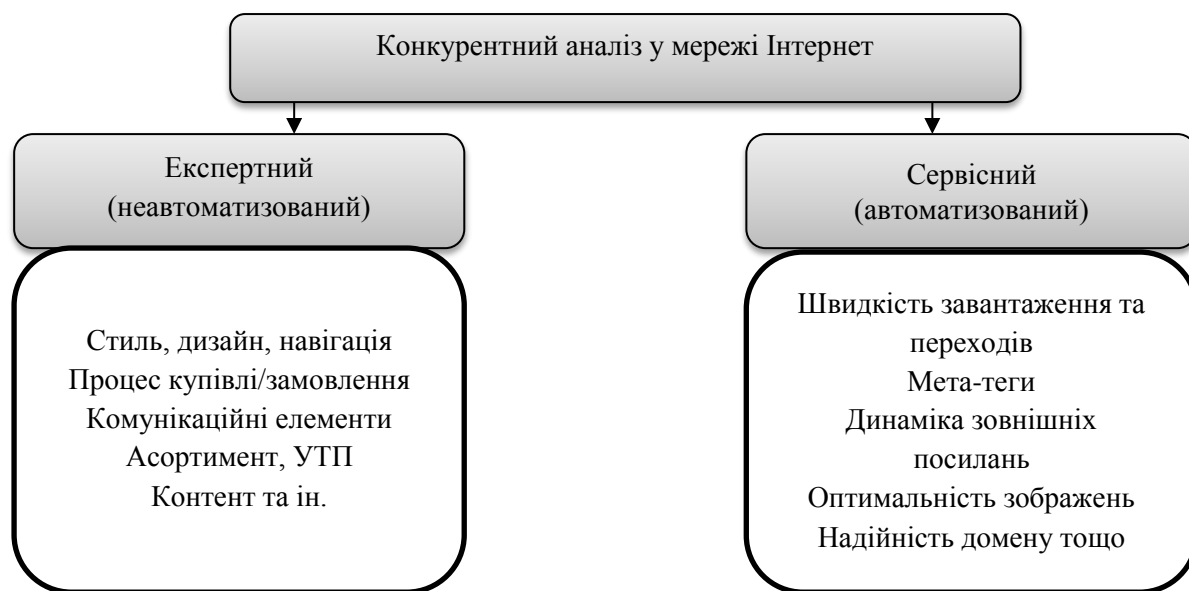 Конкурентний аналіз у мережі Інтернет
Експертний
(неавтоматизований)
Стиль, дизайн, навігація
Процес купівлі/замовлення
Комунікаційні елементи
Асортимент, УТП
Контент та ін.
Сервісний
(автоматизований)
Швидкість завантаження та
переходів
Мета-теги
Динаміка зовнішніх
посилань
Оптимальність зображень
Надійність домену тощо